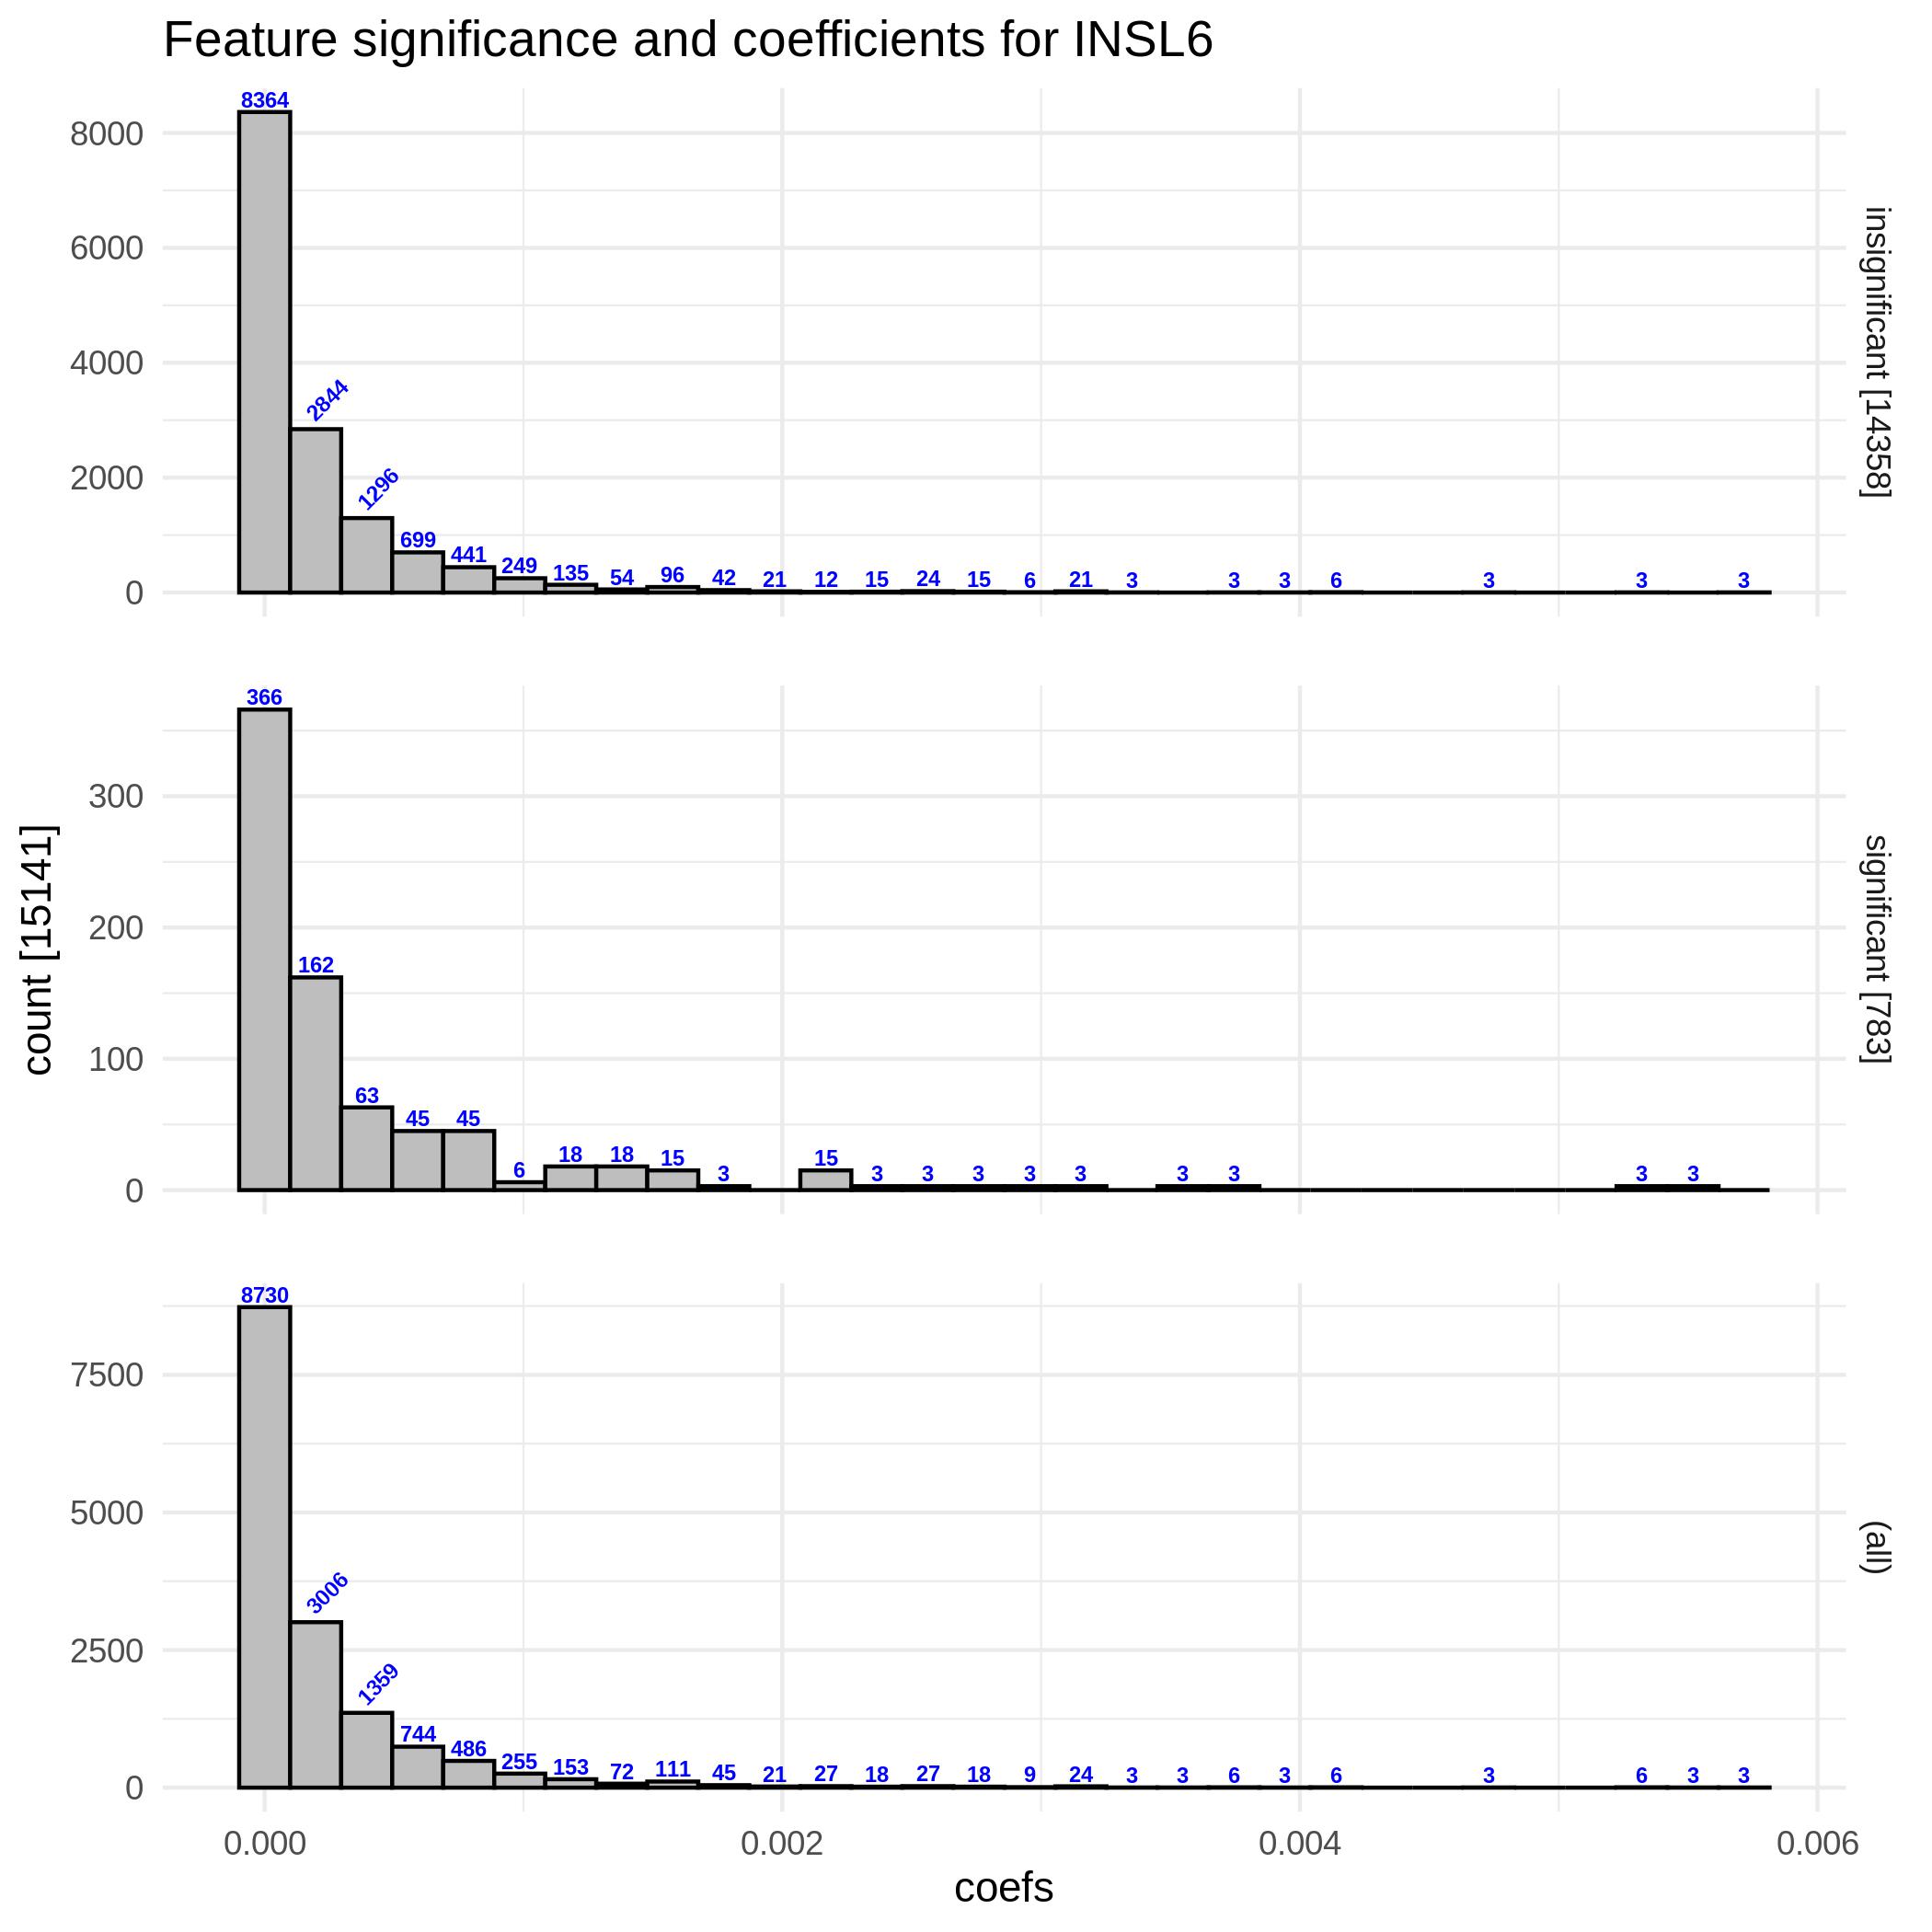 Feature significance and coefficients for INSL6
count [15141]
8000
6000
4000
2000
0
8364
2844
1296
699 441 249 135 54 96 42 21 12 15 24 15 6 21 3 3 3 6 3 3 3
insignificant [14358]
300
200
100
0
366
162
63
45 45 6 18 18 15 3 15 3 3 3 3 3 3 3 3 3
significant [783]
7500
5000
2500
0
8730
3006
1359
744 486 255 153 72 111 45 21 27 18 27 18 9 24 3 3 6 3 6 3 6 3 3
(all)
0.000 0.002 0.004 0.006
coefs